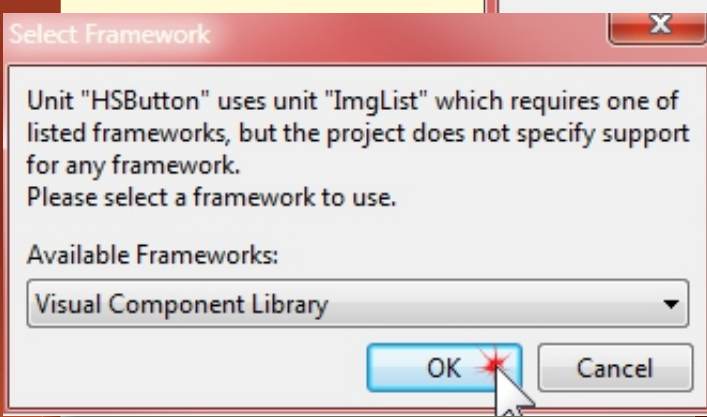 Select Framework
Unit "HSButton" uses unit "ImgList" which requires one of
listed frameworks, but the project does not specify support
for any framework.
Please select a framework to use.
Available Frameworks:
Visual Component Library
OK
Cancel